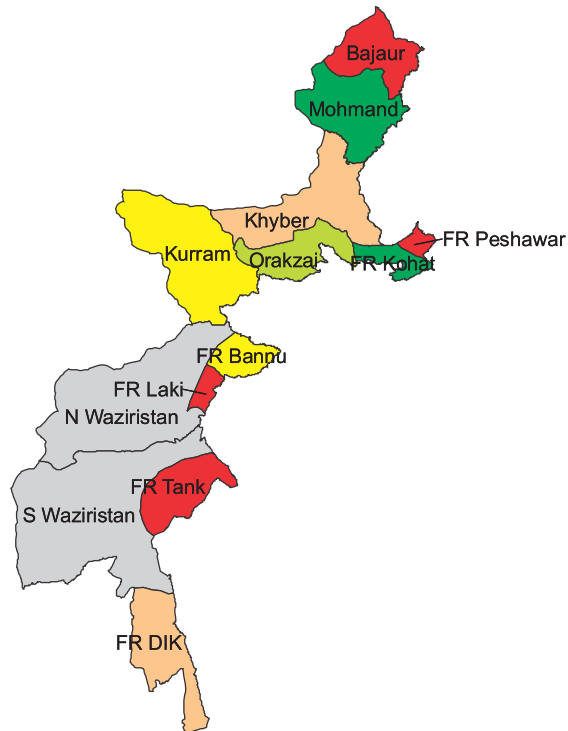 Bajaur
Mohmand
Khyber
FR Peshawar
Kurram
Orakzai
FR Kohat
FR Bannu
FR Laki
N Waziristan
FR Tank
S Waziristan
FR DIK